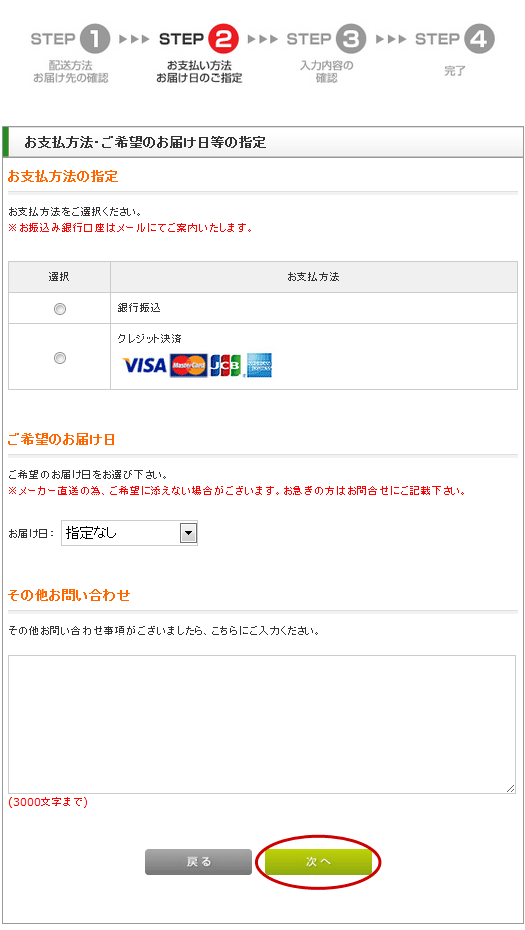 STEP 1 STEP 2 STEP 3 STEP 4
配送方法 お支払い方法 入力内容の 完了
お届け先の確認 お届け日のご指定 確認
お支払方法・ご希望のお届け日等の指定
お支払方法の指定
お支払方法をご選択ください。
※お振込み銀行口座はメールにてご案内いたします。
選択 お支払方法
銀行振込
クレジット決済
VISA MasterCard JCB AMERICAN EXPRESS
ご希望のお届け日
ご希望のお届け日をお選び下さい。
※メーカー直送の為、ご希望に添えない場合がございます。お急ぎの方はお問合せにご記載下さい。
お届け日： 指定なし
その他お問い合わせ
その他お問い合わせ事項がございましたら、こちらにご入力ください。
(3000文字まで)
戻る 次へ